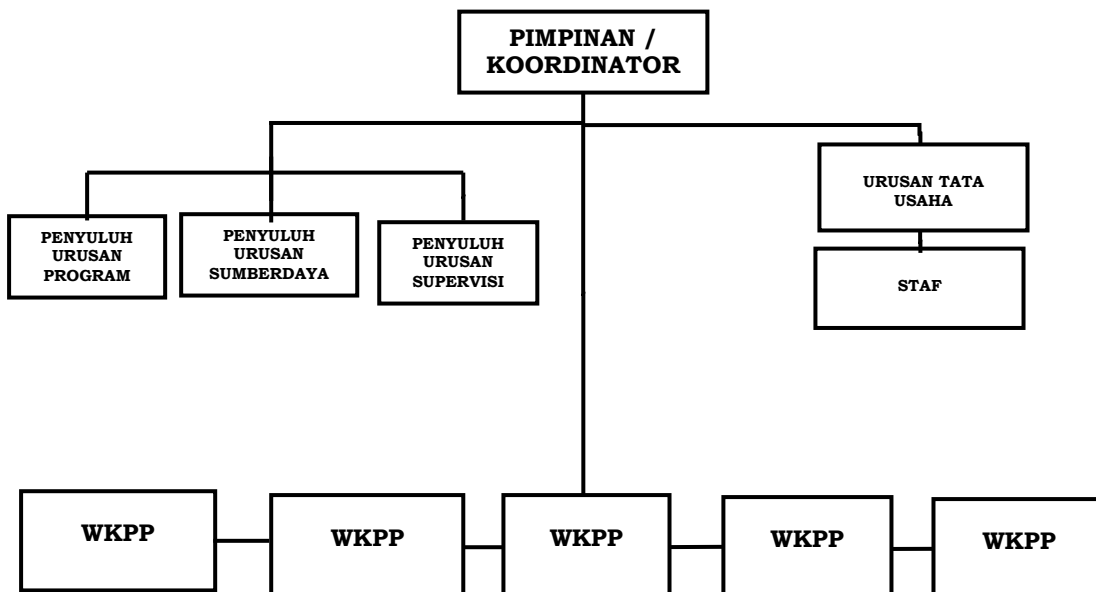 PIMPINAN /
KOORDINATOR
URUSAN TATA
USAHA
PENYULUH
URUSAN
PROGRAM
PENYULUH
URUSAN
SUMBERDAYA
PENYULUH
URUSAN
SUPERVISI
STAF
WKPP
WKPP
WKPP
WKPP
WKPP